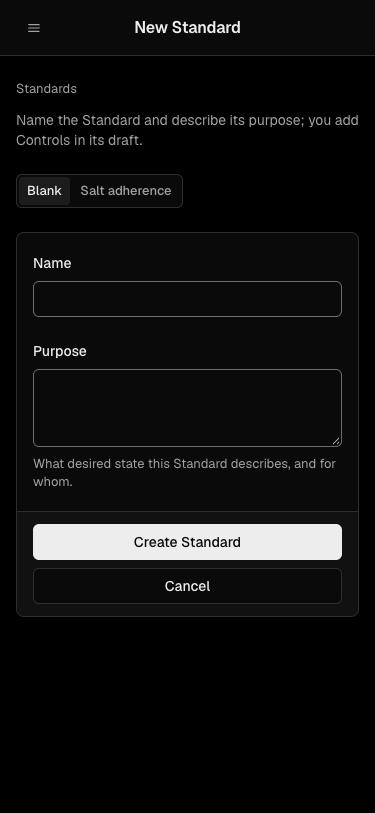 New Standard
Standards
Name the Standard and describe its purpose; you add
Controls in its draft.
Blank
Salt adherence
Name
Purpose
What desired state this Standard describes, and for
whom.
Create Standard
Cancel